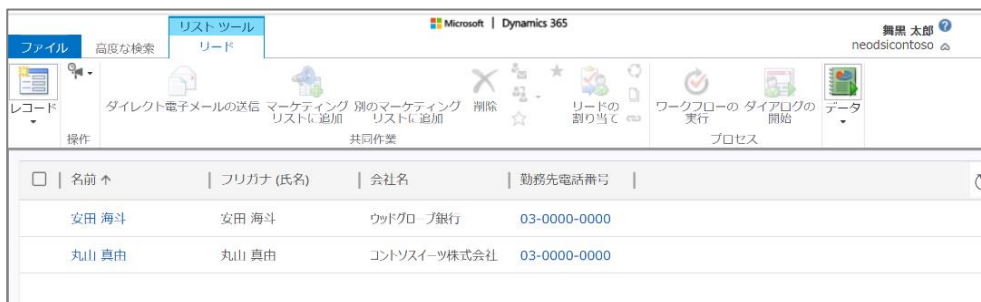 リスト ツール
Microsoft | Dynamics 365
舞黒 太郎
neodsicontoso
ファイル 高度な検索 リード
レコード
ダイレクト電子メールの送信
マーケティング
リストに追加
別のマーケティング
リストに追加
削除
リードの
割り当て
ワークフローの
実行
ダイアログの
開始
データ
操作 共同作業 プロセス
名前 ↑ フリガナ (氏名) 会社名 勤務先電話番号
安田 海斗 安田 海斗 ウッドグローブ銀行 03-0000-0000
丸山 真由 丸山 真由 コントソスイーツ株式会社 03-0000-0000